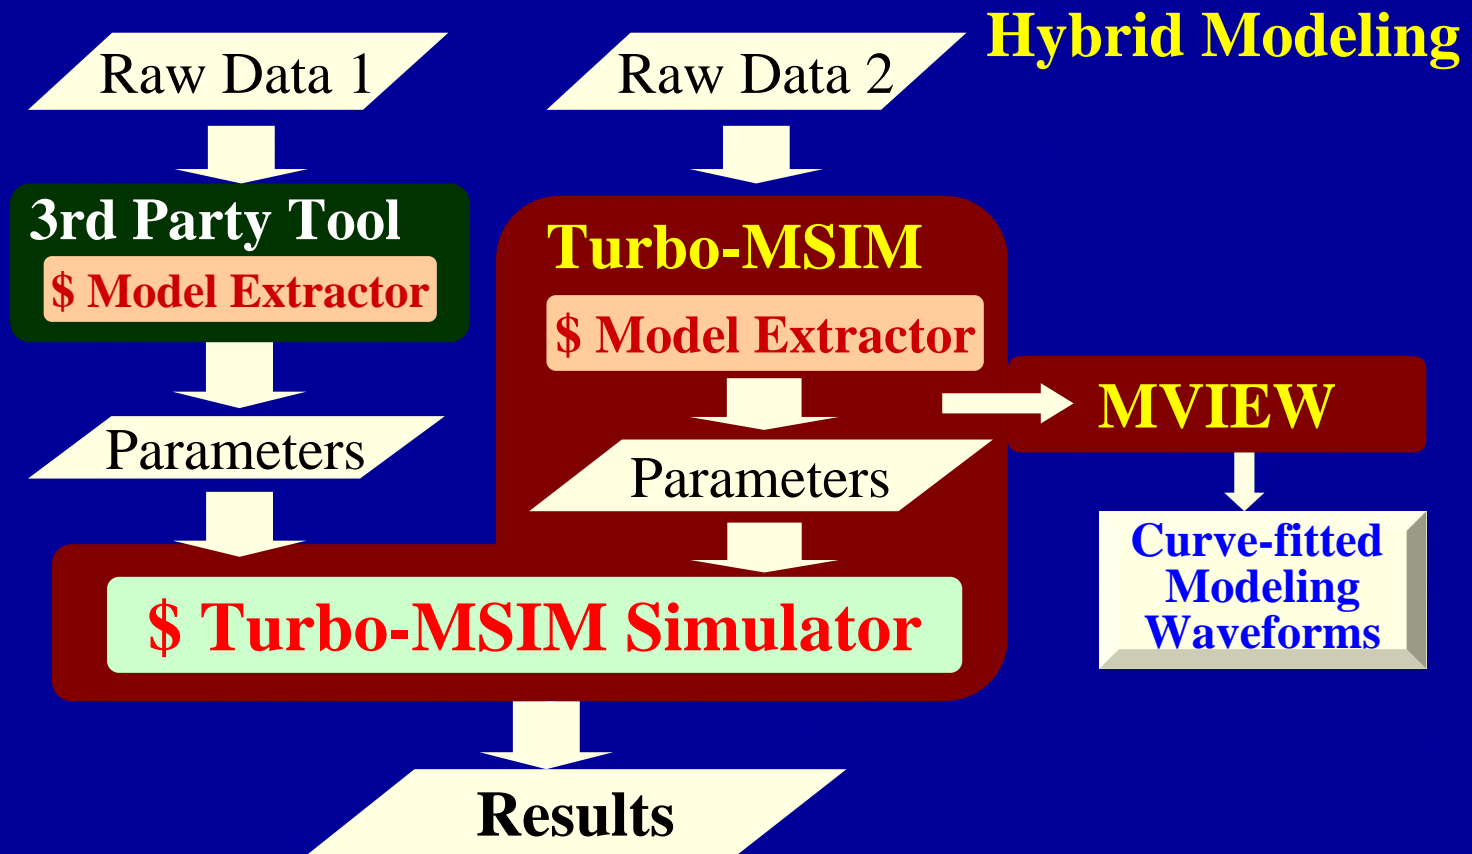 Hybrid Modeling
Raw Data 1
Raw Data 2
3rd Party Tool
$ Model Extractor
Turbo-MSIM
$ Model Extractor
MVIEW
Parameters
Parameters
Curve-fitted
Modeling
Waveforms
$ Turbo-MSIM Simulator
Results